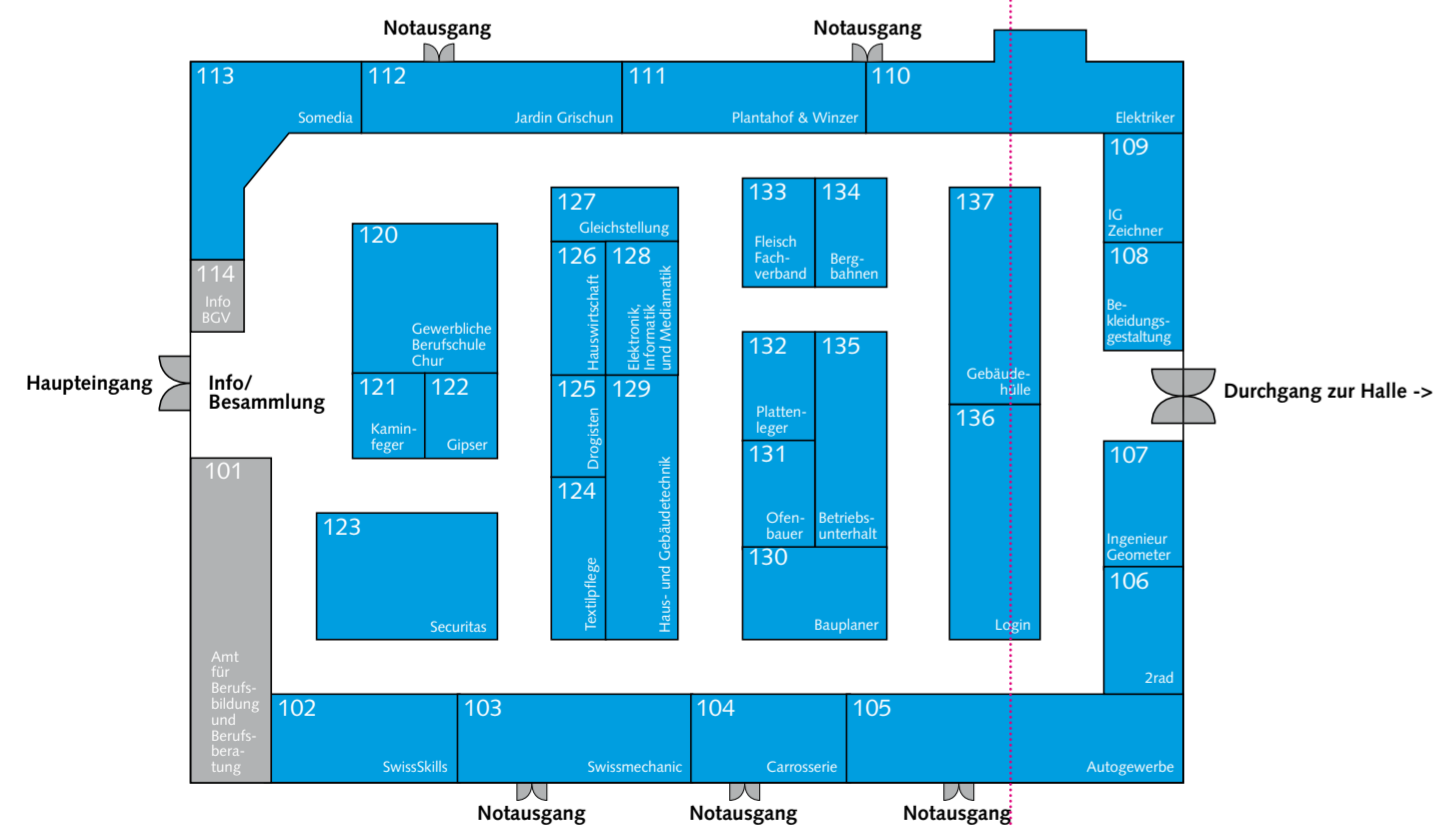 Notausgang
Notausgang
113
Somedia
112
Jardin Grischun
111
Plantahof & Winzer
110
Elektriker
109
IG
Zeichner
108
Be-
kleidungs-
gestaltung
114
Info
BGV
120
Gewerbliche
Berufschule
Chur
121
Kamin-
feger
122
Gipser
123
Securitas
127
Gleichstellung
126
Hauswirtschaft
128
Elektronik,
Informatik
und Mediamatik
125
Drogisten
129
Haus- und Gebäudetechnik
124
Textilpflege
133
Fleisch
Fach-
verband
134
Berg-
bahnen
132
Platten-
leger
135
Betriebs-
unterhalt
131
Ofen-
bauer
130
Bauplaner
137
Gebäude-
hülle
136
Login
Haupteingang
Info/
Besammlung
Durchgang zur Halle ->
107
Ingenieur
Geometer
106
2rad
101
Amt
für
Berufs-
bildung
und
Berufs-
bera-
tung
102
SwissSkills
103
Swissmechanic
104
Carrosserie
105
Autogewerbe
Notausgang
Notausgang
Notausgang